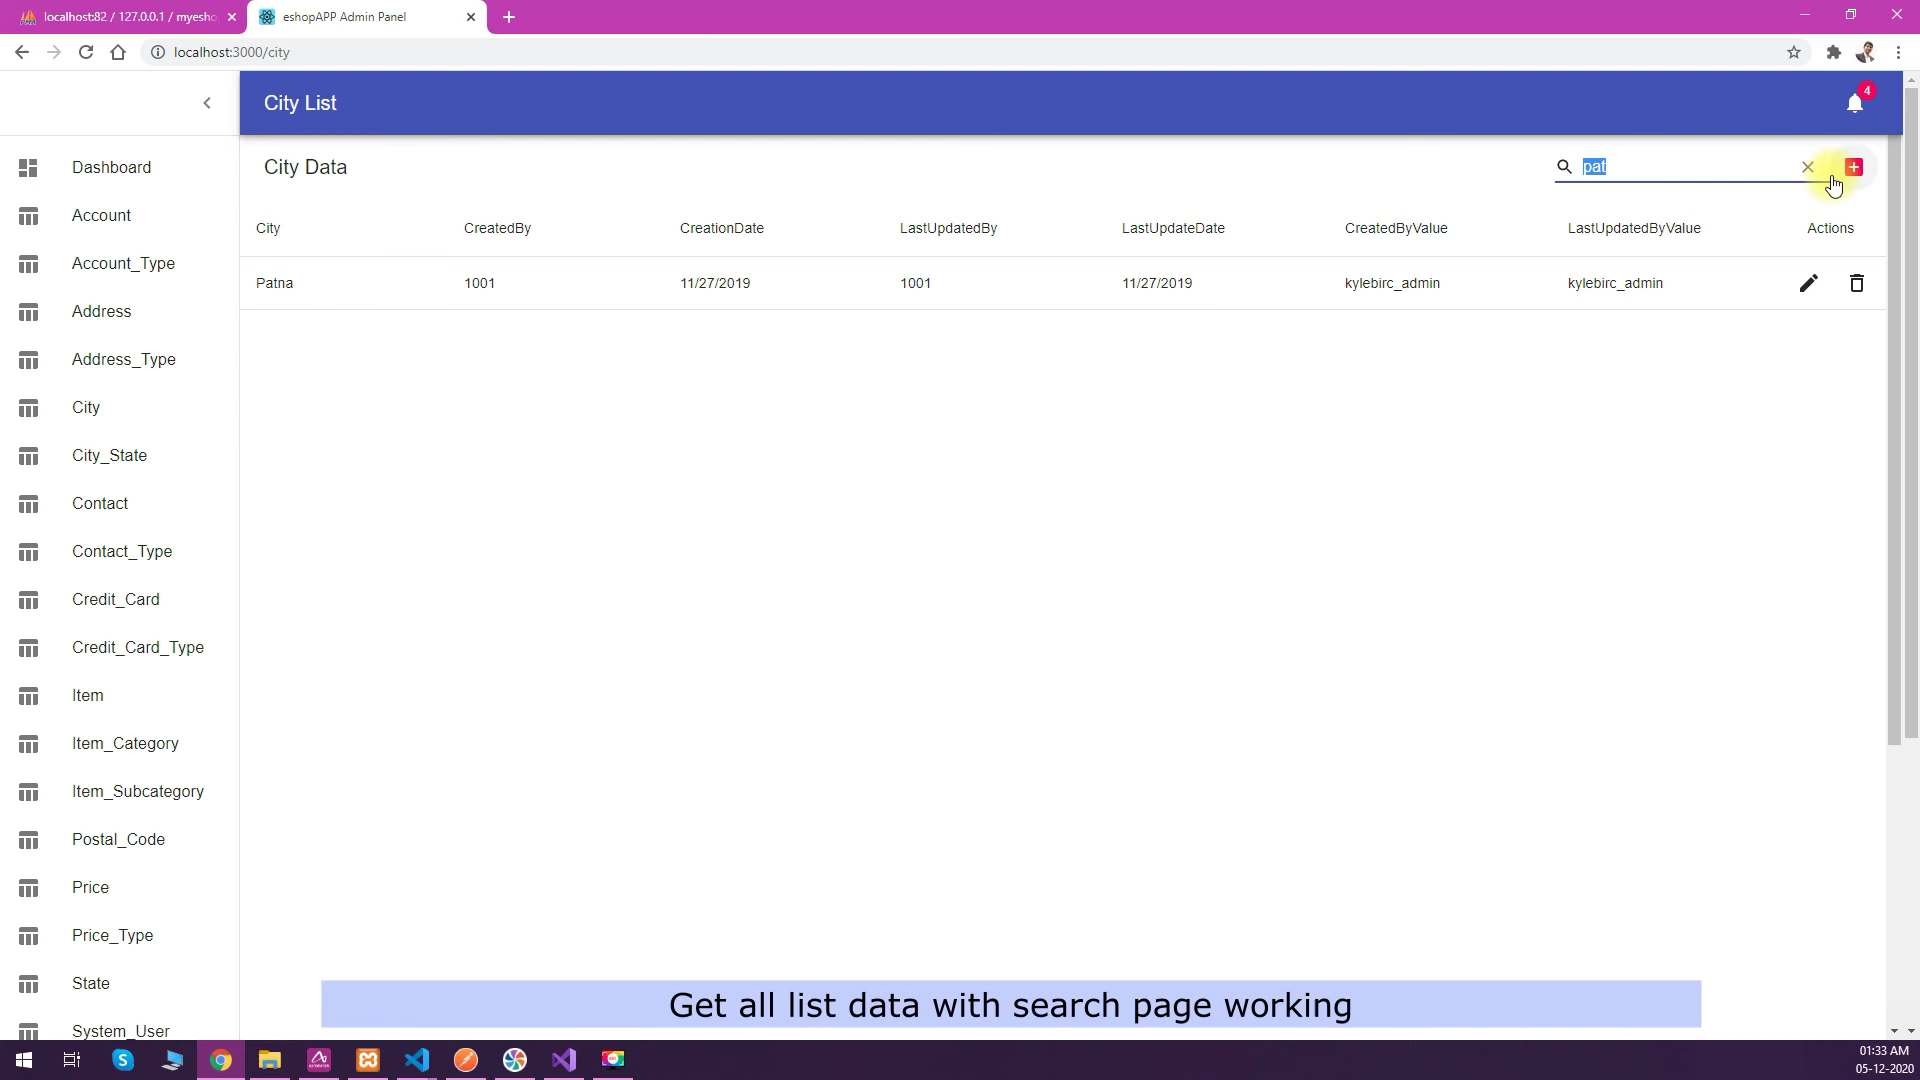 localhost:82 / 127.0.0.1 / myesho
eshopAPP Admin Panel
localhost:3000/city
City List
4
City Data
pat
City CreatedBy CreationDate LastUpdatedBy LastUpdateDate CreatedByValue LastUpdatedByValue Actions
Patna 1001 11/27/2019 1001 11/27/2019 kylebirc_admin kylebirc_admin
Dashboard
Account
Account_Type
Address
Address_Type
City
City_State
Contact
Contact_Type
Credit_Card
Credit_Card_Type
Item
Item_Category
Item_Subcategory
Postal_Code
Price
Price_Type
State
System_User
Get all list data with search page working
01:33 AM
05-12-2020